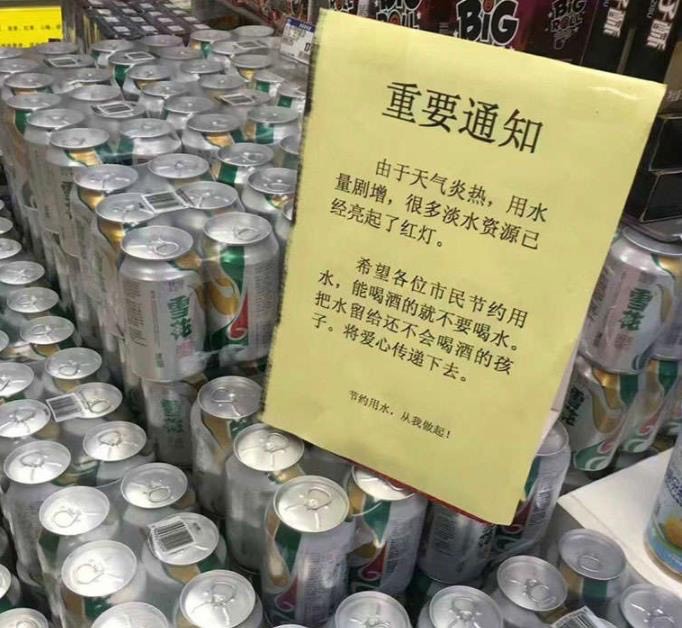 BIG
BIG
重要通知
由于天气炎热，用水
量剧增，很多淡水资源已
经亮起了红灯。
希望各位市民节约用
水，能喝酒的就不要喝水。
把水留给还不会喝酒的孩
子。将爱心传递下去。
节约用水，从我做起！
雪花
雪花
雪花